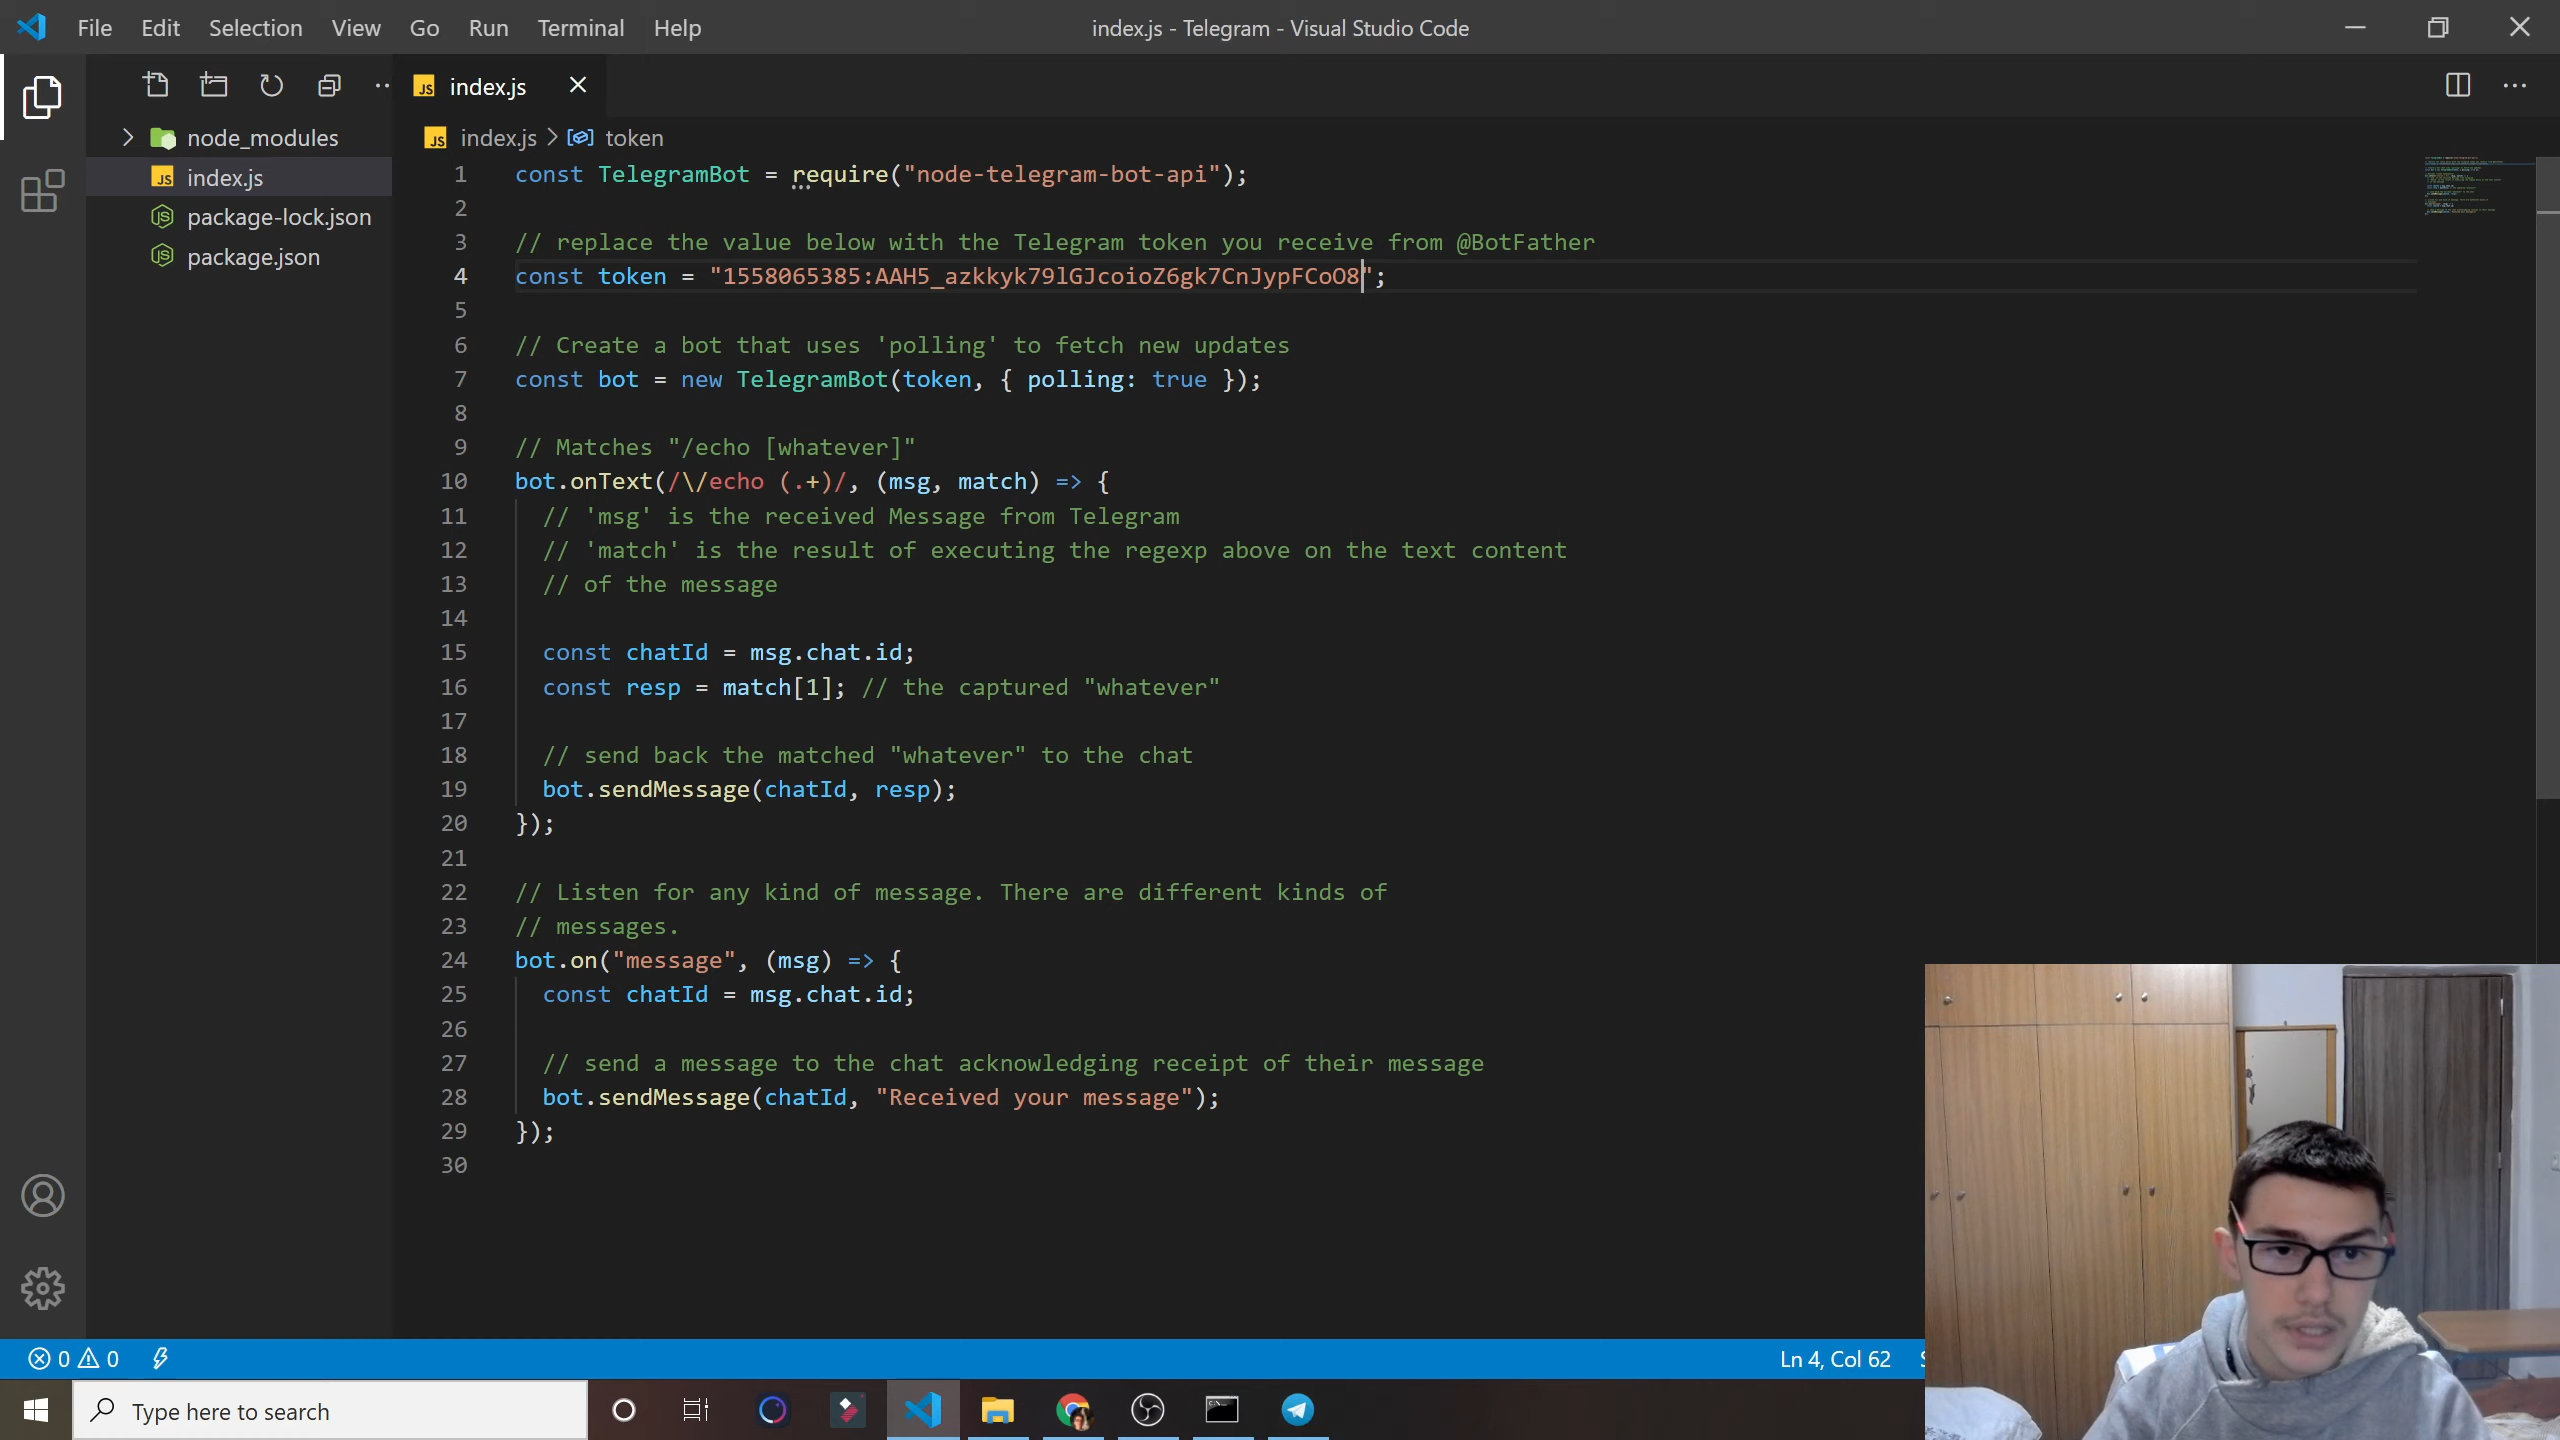 File Edit Selection View Go Run Terminal Help
index.js - Telegram - Visual Studio Code
index.js
node_modules
index.js
package-lock.json
package.json
index.js > token
1 const TelegramBot = require("node-telegram-bot-api");
2
3 // replace the value below with the Telegram token you receive from @BotFather
4 const token = "1558065385:AAH5_azkkyk79lGJcoioZ6gk7CnJypFCoO8";
5
6 // Create a bot that uses 'polling' to fetch new updates
7 const bot = new TelegramBot(token, { polling: true });
8
9 // Matches "/echo [whatever]"
10 bot.onText(/\/echo (.+)/, (msg, match) => {
11 // 'msg' is the received Message from Telegram
12 // 'match' is the result of executing the regexp above on the text content
13 // of the message
14
15 const chatId = msg.chat.id;
16 const resp = match[1]; // the captured "whatever"
17
18 // send back the matched "whatever" to the chat
19 bot.sendMessage(chatId, resp);
20 });
21
22 // Listen for any kind of message. There are different kinds of
23 // messages.
24 bot.on("message", (msg) => {
25 const chatId = msg.chat.id;
26
27 // send a message to the chat acknowledging receipt of their message
28 bot.sendMessage(chatId, "Received your message");
29 });
30
0 0
Ln 4, Col 62
Type here to search